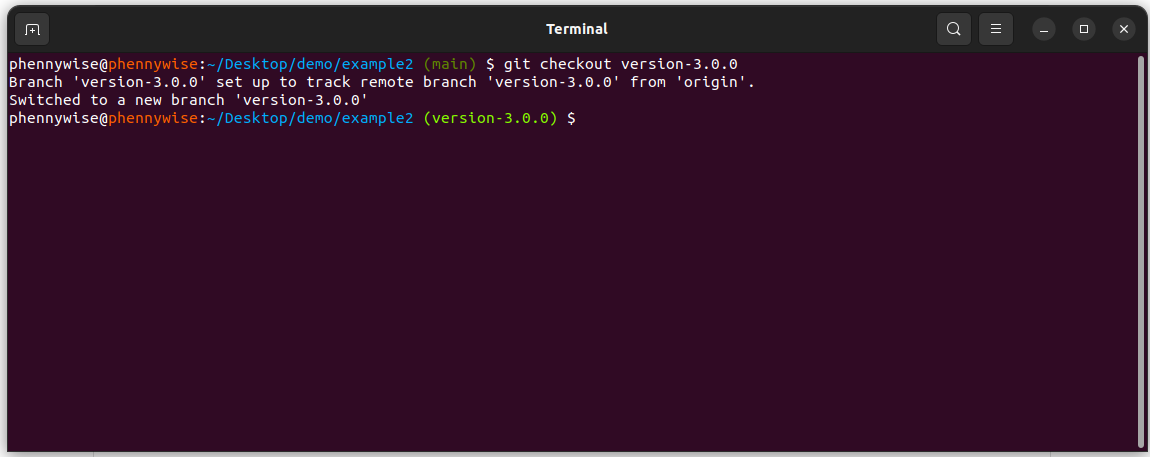 Terminal
phennywise@phennywise:~/Desktop/demo/example2 (main) $ git checkout version-3.0.0
Branch 'version-3.0.0' set up to track remote branch 'version-3.0.0' from 'origin'.
Switched to a new branch 'version-3.0.0'
phennywise@phennywise:~/Desktop/demo/example2 (version-3.0.0) $